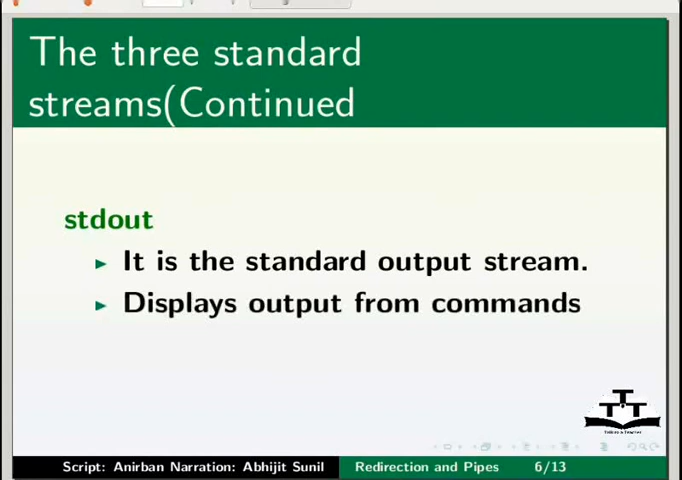 The three standard
streams(Continued
stdout
It is the standard output stream.
Displays output from commands
TTT
Script: Anirban Narration: Abhijit Sunil Redirection and Pipes 6/13